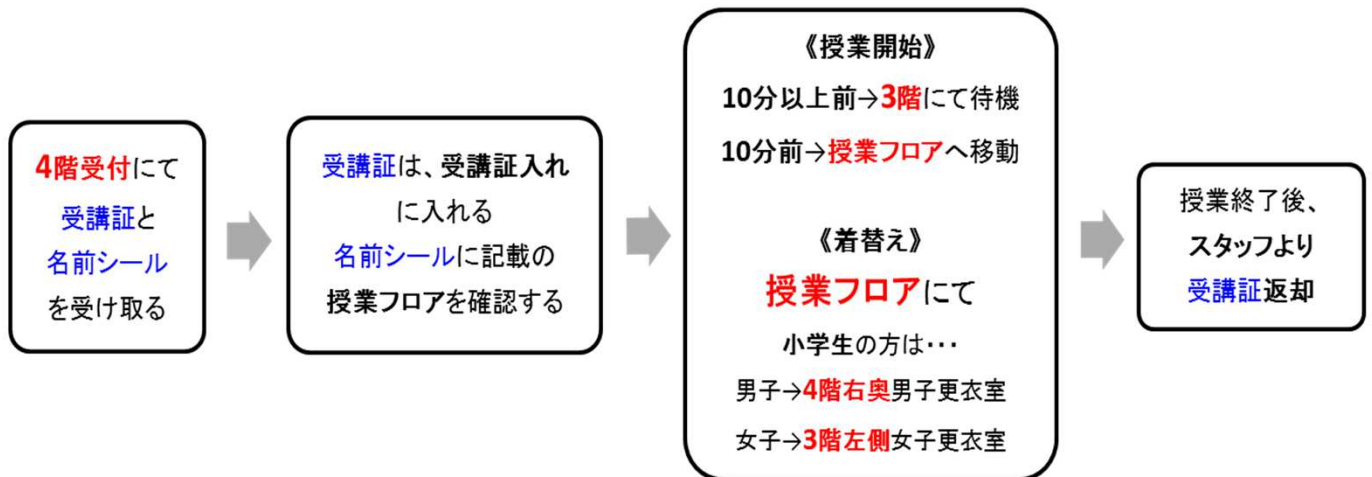 4階受付にて
受講証と
名前シール
を受け取る
受講証は、受講証入れ
に入れる
名前シールに記載の
授業フロアを確認する
《授業開始》
10分以上前→3階にて待機
10分前→授業フロアへ移動
《着替え》
授業フロアにて
小学生の方は・・・
男子→4階右奥男子更衣室
女子→3階左側女子更衣室
授業終了後、
スタッフより
受講証返却